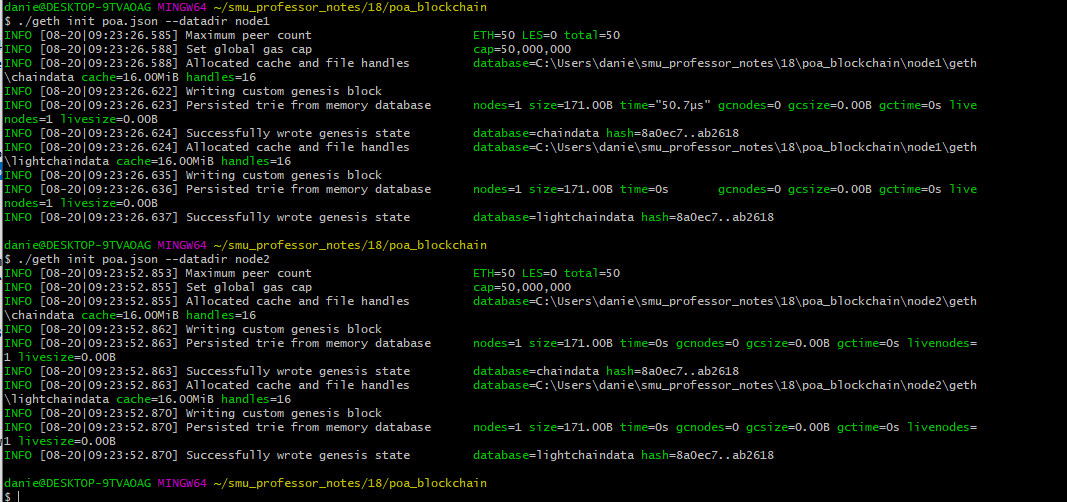 danie@DESKTOP-9TVAOAG MINGW64 ~/smu_professor_notes/18/poa_blockchain
$ ./geth init poa.json --datadir node1
INFO [08-20|09:23:26.585] Maximum peer count                       ETH=50 LES=0 total=50
INFO [08-20|09:23:26.588] Set global gas cap                       cap=50,000,000
INFO [08-20|09:23:26.588] Allocated cache and file handles         database=C:\Users\danie\smu_professor_notes\18\poa_blockchain\node1\geth
\chaindata cache=16.00MiB handles=16
INFO [08-20|09:23:26.622] Writing custom genesis block
INFO [08-20|09:23:26.623] Persisted trie from memory database      nodes=1 size=171.00B time="50.7µs" gcnodes=0 gcsize=0.00B gctime=0s live
nodes=1 livesize=0.00B
INFO [08-20|09:23:26.624] Successfully wrote genesis state         database=chaindata hash=8a0ec7..ab2618
INFO [08-20|09:23:26.624] Allocated cache and file handles         database=C:\Users\danie\smu_professor_notes\18\poa_blockchain\node1\geth
\lightchaindata cache=16.00MiB handles=16
INFO [08-20|09:23:26.635] Writing custom genesis block
INFO [08-20|09:23:26.636] Persisted trie from memory database      nodes=1 size=171.00B time=0s       gcnodes=0 gcsize=0.00B gctime=0s live
nodes=1 livesize=0.00B
INFO [08-20|09:23:26.637] Successfully wrote genesis state         database=lightchaindata hash=8a0ec7..ab2618
danie@DESKTOP-9TVAOAG MINGW64 ~/smu_professor_notes/18/poa_blockchain
$ ./geth init poa.json --datadir node2
INFO [08-20|09:23:52.853] Maximum peer count                       ETH=50 LES=0 total=50
INFO [08-20|09:23:52.855] Set global gas cap                       cap=50,000,000
INFO [08-20|09:23:52.855] Allocated cache and file handles         database=C:\Users\danie\smu_professor_notes\18\poa_blockchain\node2\geth
\chaindata cache=16.00MiB handles=16
INFO [08-20|09:23:52.862] Writing custom genesis block
INFO [08-20|09:23:52.863] Persisted trie from memory database      nodes=1 size=171.00B time=0s gcnodes=0 gcsize=0.00B gctime=0s livenodes=
1 livesize=0.00B
INFO [08-20|09:23:52.863] Successfully wrote genesis state         database=chaindata hash=8a0ec7..ab2618
INFO [08-20|09:23:52.863] Allocated cache and file handles         database=C:\Users\danie\smu_professor_notes\18\poa_blockchain\node2\geth
\lightchaindata cache=16.00MiB handles=16
INFO [08-20|09:23:52.870] Writing custom genesis block
INFO [08-20|09:23:52.870] Persisted trie from memory database      nodes=1 size=171.00B time=0s gcnodes=0 gcsize=0.00B gctime=0s livenodes=
1 livesize=0.00B
INFO [08-20|09:23:52.870] Successfully wrote genesis state         database=lightchaindata hash=8a0ec7..ab2618
danie@DESKTOP-9TVAOAG MINGW64 ~/smu_professor_notes/18/poa_blockchain
$